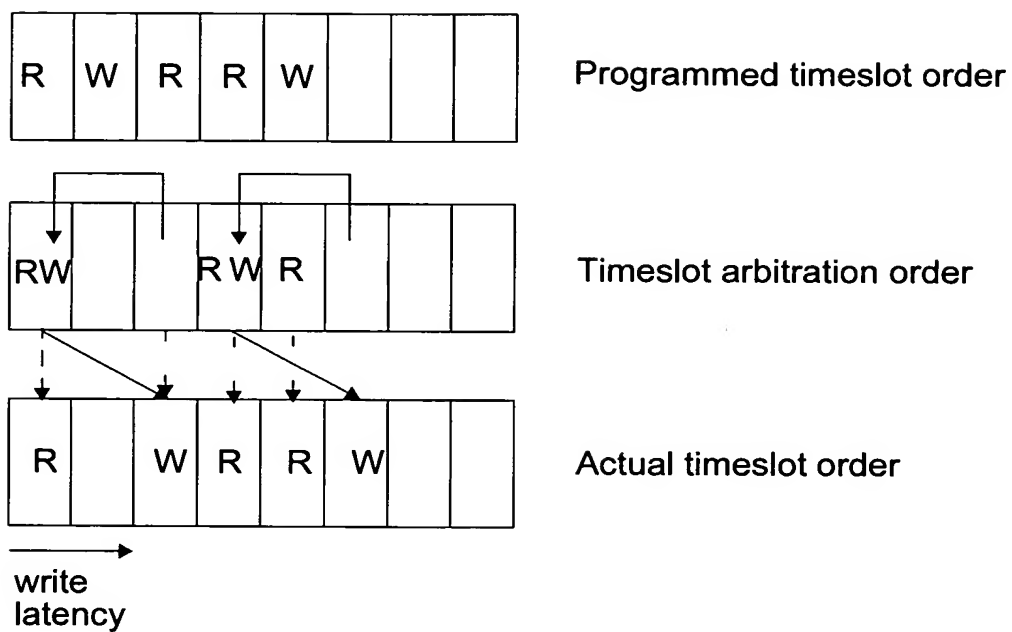 R W R R W Programmed timeslot order
RW R W R Timeslot arbitration order
R W R R W Actual timeslot order
write
latency